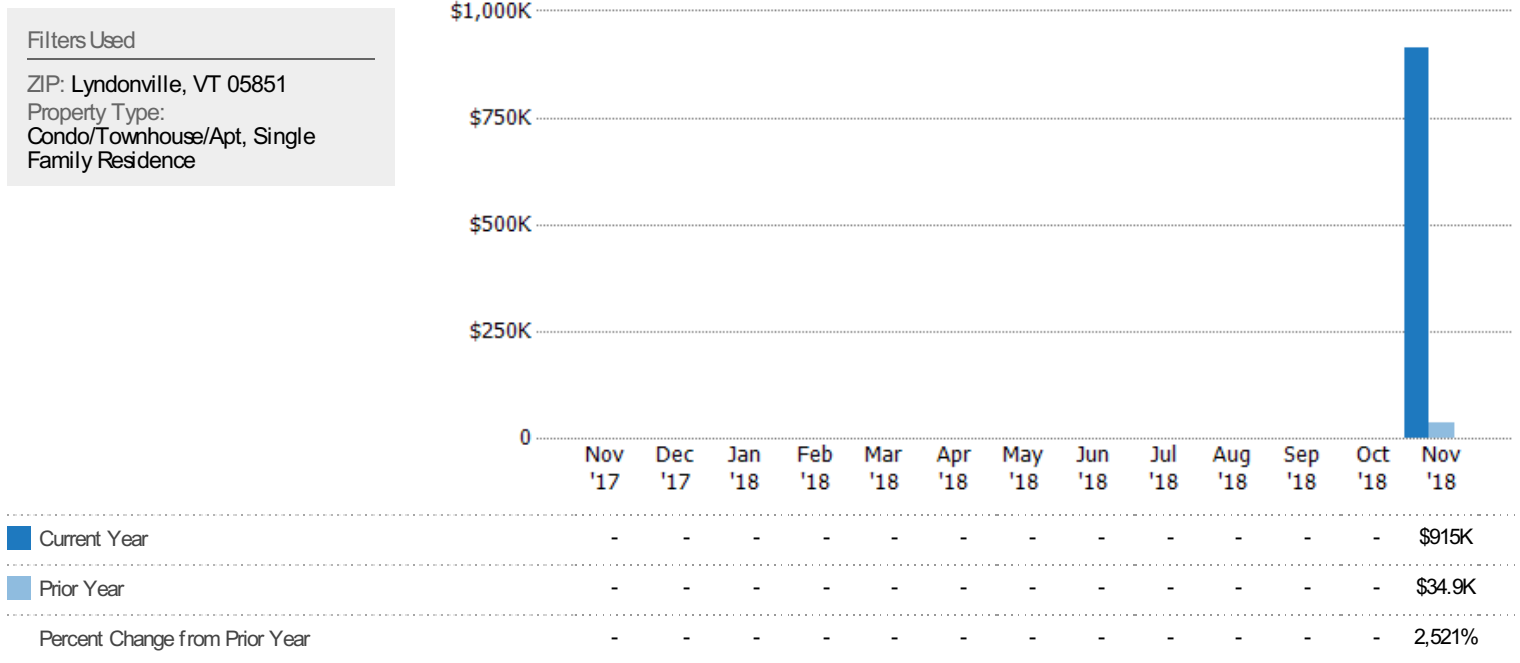 Filters Used
ZIP: Lyndonville, VT 05851
Property Type:
Condo/Townhouse/Apt, Single
Family Residence
$1,000K
$750K
$500K
$250K
0
Nov Dec Jan Feb Mar Apr May Jun Jul Aug Sep Oct Nov
'17 '17 '18 '18 '18 '18 '18 '18 '18 '18 '18 '18 '18
Current Year - - - - - - - - - - - - $915K
Prior Year - - - - - - - - - - - - $34.9K
Percent Change from Prior Year - - - - - - - - - - - - 2,521%